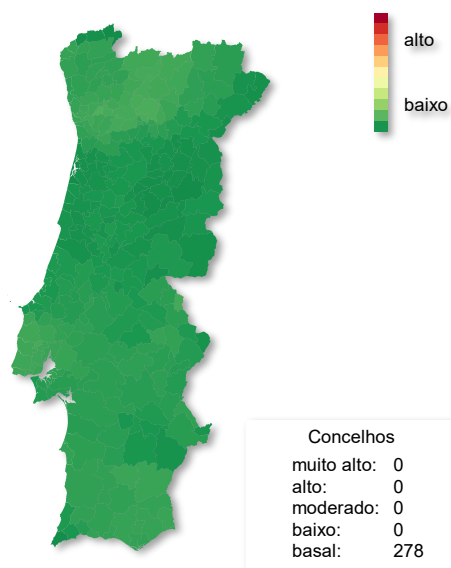 alto
baixo
Concelhos
muito alto: 0
alto: 0
moderado: 0
baixo: 0
basal: 278